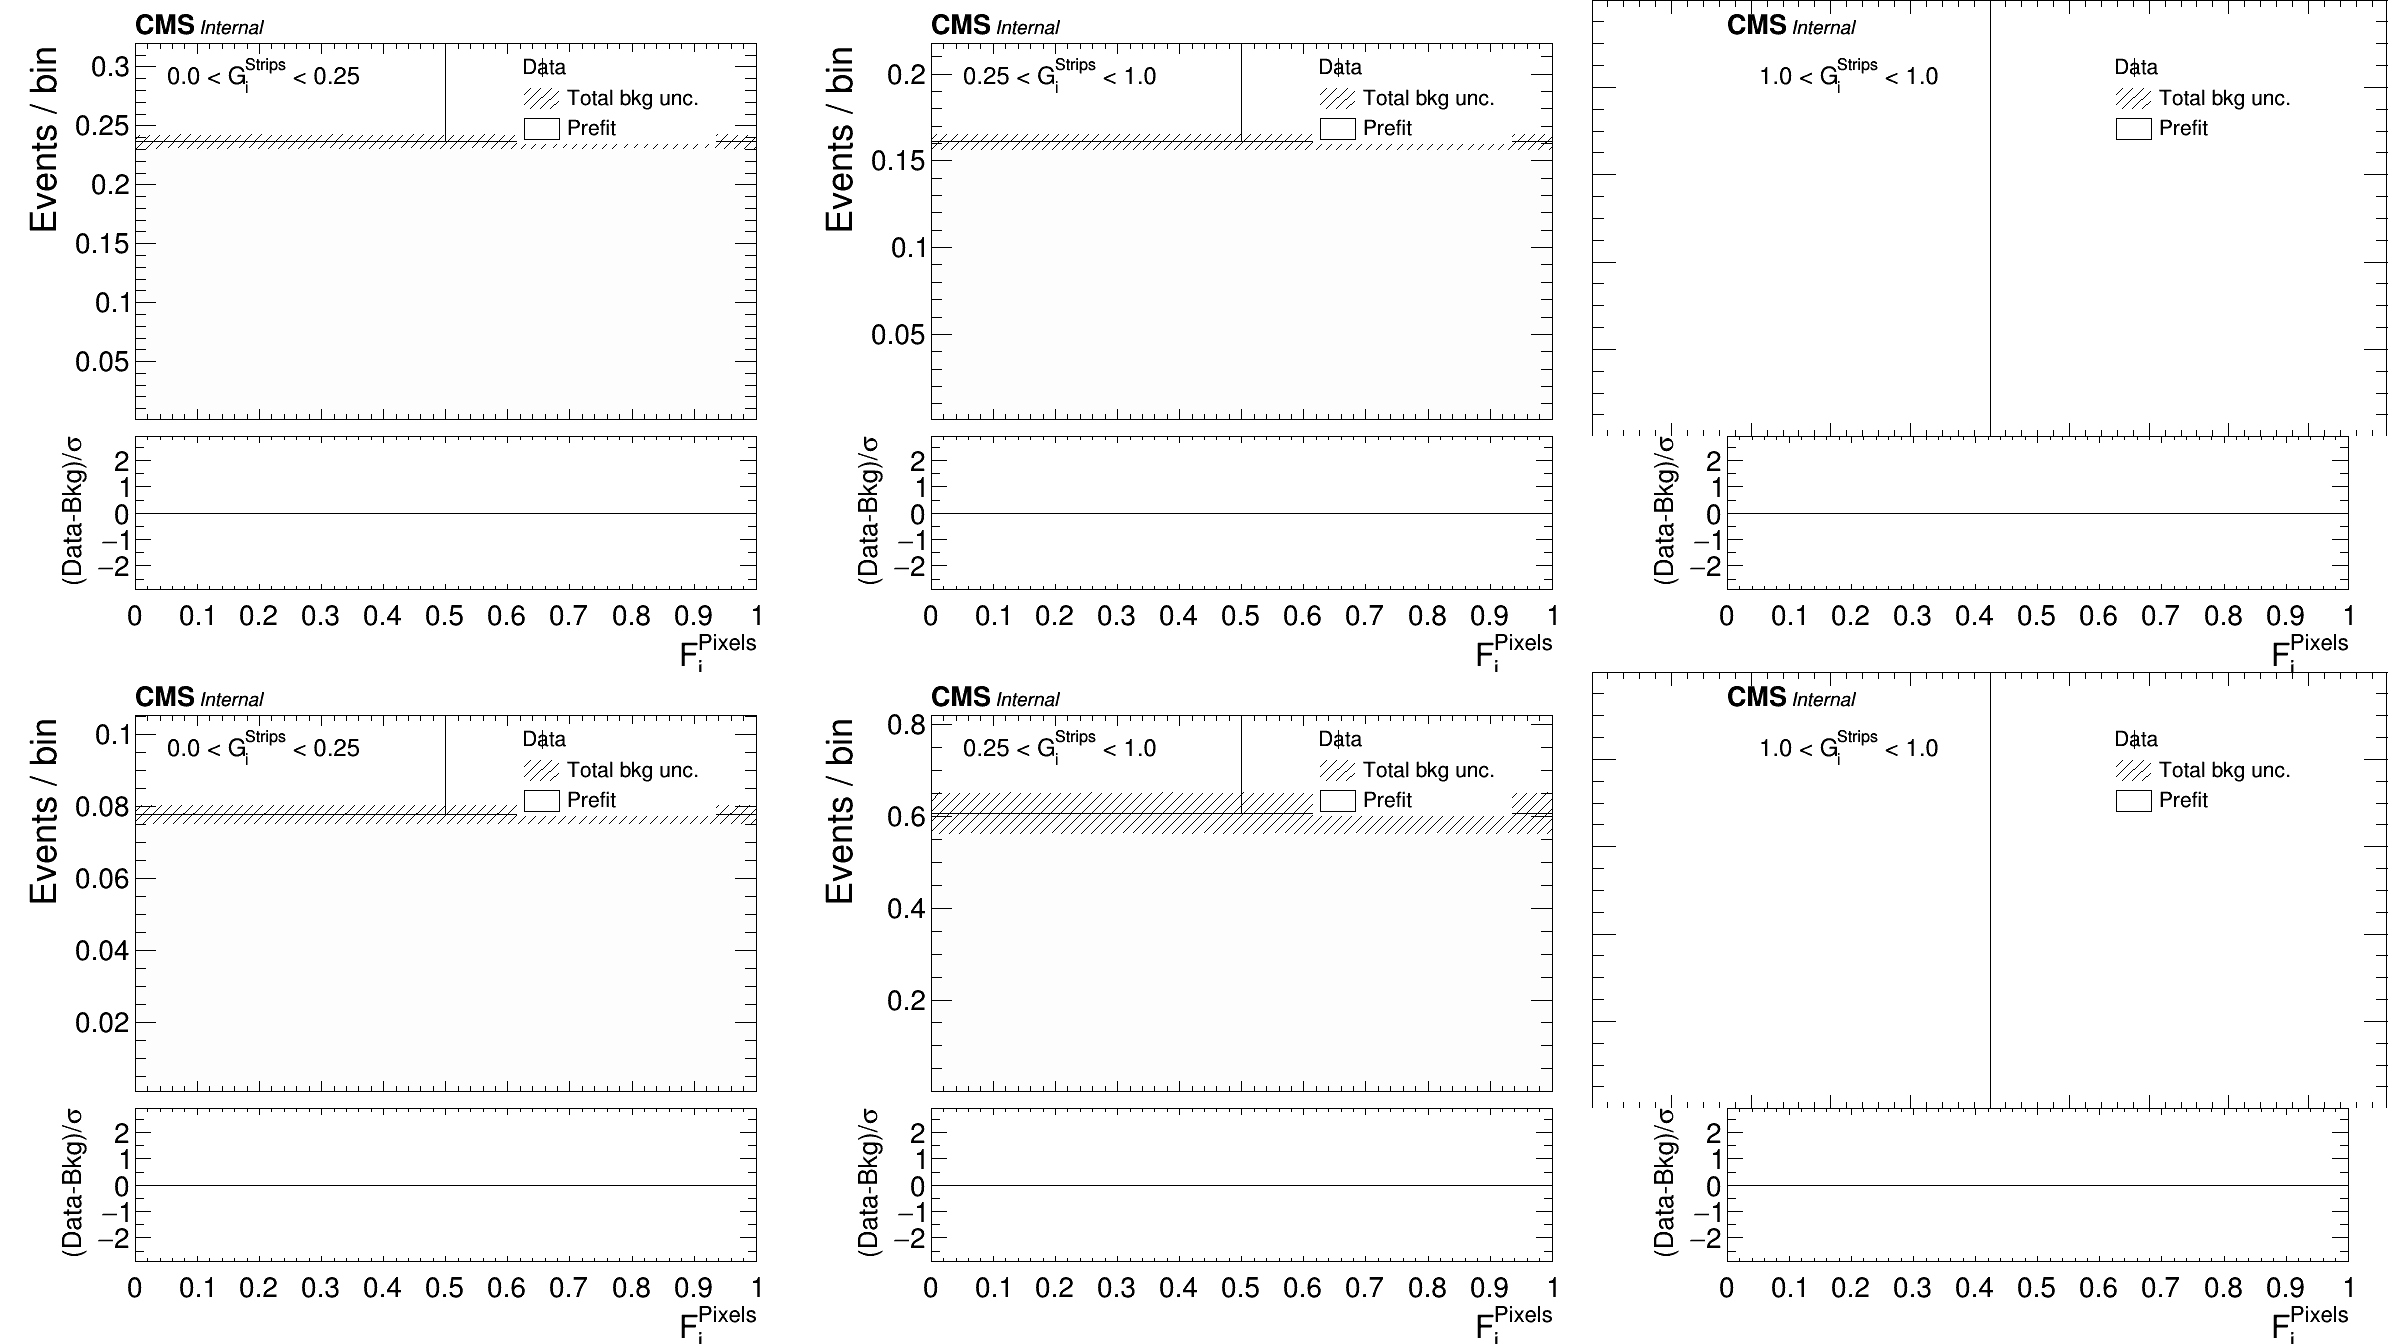 CMS Internal
Events / bin
0.0 < G_i^Strips < 0.25
Data
Total bkg unc.
Prefit
0.3
0.25
0.2
0.15
0.1
0.05
(Data-Bkg)/σ
2
1
0
−1
−2
0 0.1 0.2 0.3 0.4 0.5 0.6 0.7 0.8 0.9 1
F_i^Pixels
CMS Internal
Events / bin
0.25 < G_i^Strips < 1.0
Data
Total bkg unc.
Prefit
0.2
0.15
0.1
0.05
(Data-Bkg)/σ
2
1
0
−1
−2
0 0.1 0.2 0.3 0.4 0.5 0.6 0.7 0.8 0.9 1
F_i^Pixels
CMS Internal
1.0 < G_i^Strips < 1.0
Data
Total bkg unc.
Prefit
(Data-Bkg)/σ
2
1
0
−1
−2
0 0.1 0.2 0.3 0.4 0.5 0.6 0.7 0.8 0.9 1
F_i^Pixels
CMS Internal
Events / bin
0.0 < G_i^Strips < 0.25
Data
Total bkg unc.
Prefit
0.1
0.08
0.06
0.04
0.02
(Data-Bkg)/σ
2
1
0
−1
−2
0 0.1 0.2 0.3 0.4 0.5 0.6 0.7 0.8 0.9 1
F_i^Pixels
CMS Internal
Events / bin
0.25 < G_i^Strips < 1.0
Data
Total bkg unc.
Prefit
0.8
0.6
0.4
0.2
(Data-Bkg)/σ
2
1
0
−1
−2
0 0.1 0.2 0.3 0.4 0.5 0.6 0.7 0.8 0.9 1
F_i^Pixels
CMS Internal
1.0 < G_i^Strips < 1.0
Data
Total bkg unc.
Prefit
(Data-Bkg)/σ
2
1
0
−1
−2
0 0.1 0.2 0.3 0.4 0.5 0.6 0.7 0.8 0.9 1
F_i^Pixels